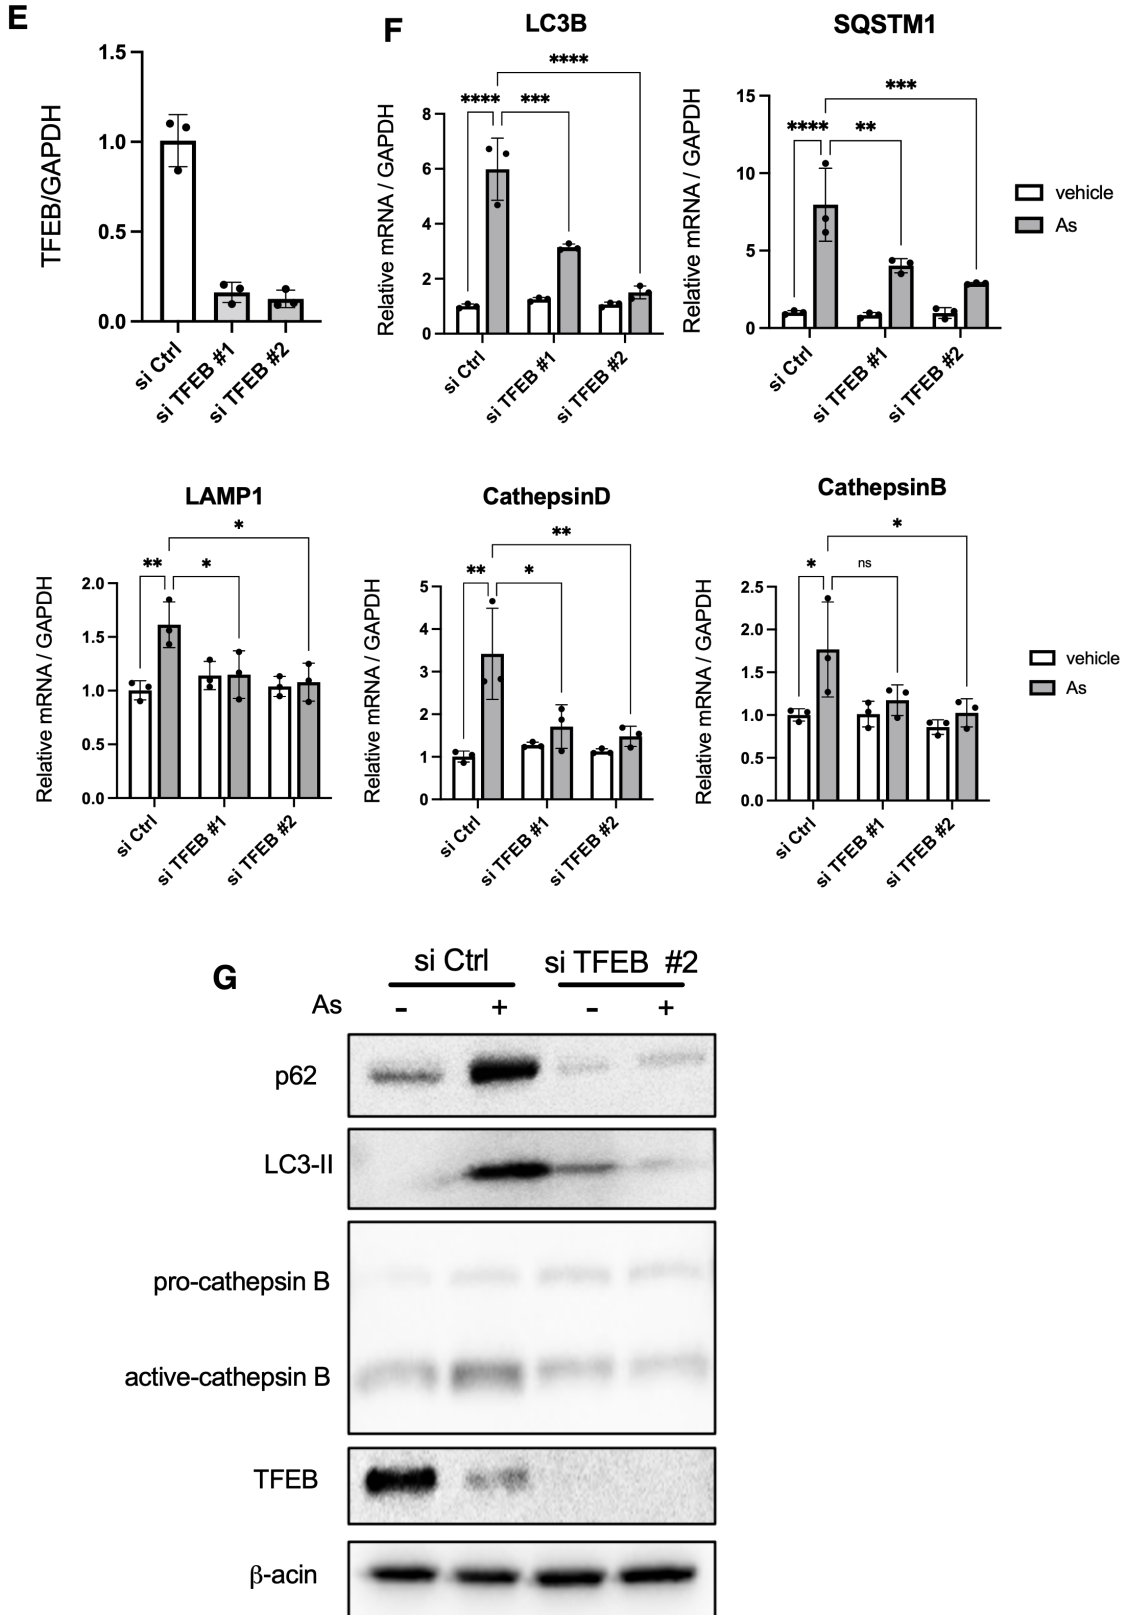 E
TFEB/GAPDH
1.5
1.0
0.5
0.0
si Ctrl
si TFEB #1
si TFEB #2
F
LC3B
Relative mRNA / GAPDH
8
6
4
2
0
****
****
***
si Ctrl
si TFEB #1
si TFEB #2
SQSTM1
Relative mRNA / GAPDH
15
10
5
0
***
****
**
si Ctrl
si TFEB #1
si TFEB #2
vehicle
As
LAMP1
Relative mRNA / GAPDH
2.0
1.5
1.0
0.5
0.0
*
**
*
si Ctrl
si TFEB #1
si TFEB #2
CathepsinD
Relative mRNA / GAPDH
5
4
3
2
1
0
**
**
*
si Ctrl
si TFEB #1
si TFEB #2
CathepsinB
Relative mRNA / GAPDH
2.5
2.0
1.5
1.0
0.5
0.0
*
*
ns
si Ctrl
si TFEB #1
si TFEB #2
vehicle
As
G
si Ctrl si TFEB #2
As - + - +
p62
LC3-II
pro-cathepsin B
active-cathepsin B
TFEB
β-acin